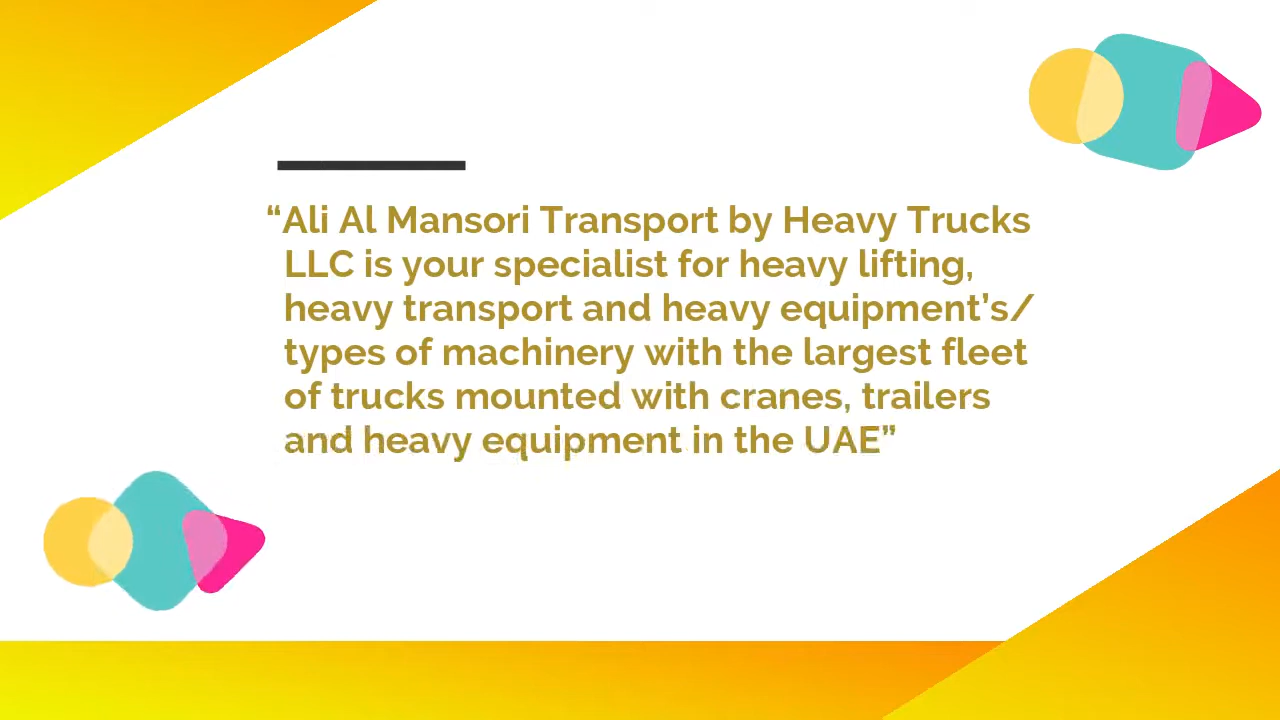 “Ali Al Mansori Transport by Heavy Trucks
LLC is your specialist for heavy lifting,
heavy transport and heavy equipment’s/
types of machinery with the largest fleet
of trucks mounted with cranes, trailers
and heavy equipment in the UAE”